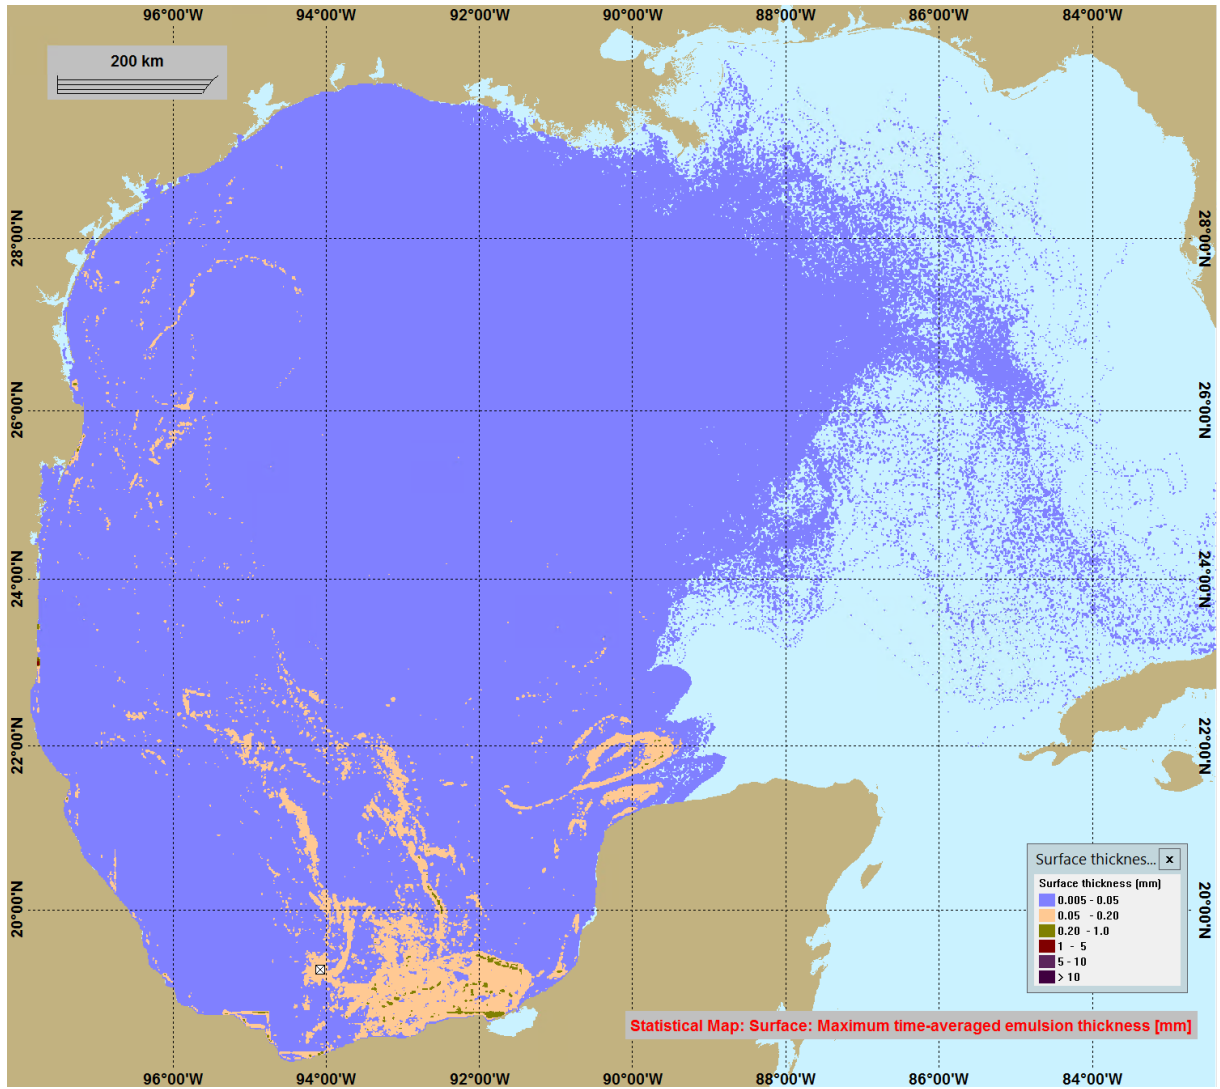 96°00'W 94°00'W 92°00'W 90°00'W 88°00'W 86°00'W 84°00'W
200 km
28°00'N 28°00'N
26°00'N 26°00'N
24°00'N 24°00'N
22°00'N 22°00'N
20°00'N 20°00'N
Surface thicknes... x
Surface thickness (mm)
0.005 - 0.05
0.05 - 0.20
0.20 - 1.0
1 - 5
5 - 10
> 10
Statistical Map: Surface: Maximum time-averaged emulsion thickness [mm]
96°00'W 94°00'W 92°00'W 90°00'W 88°00'W 86°00'W 84°00'W